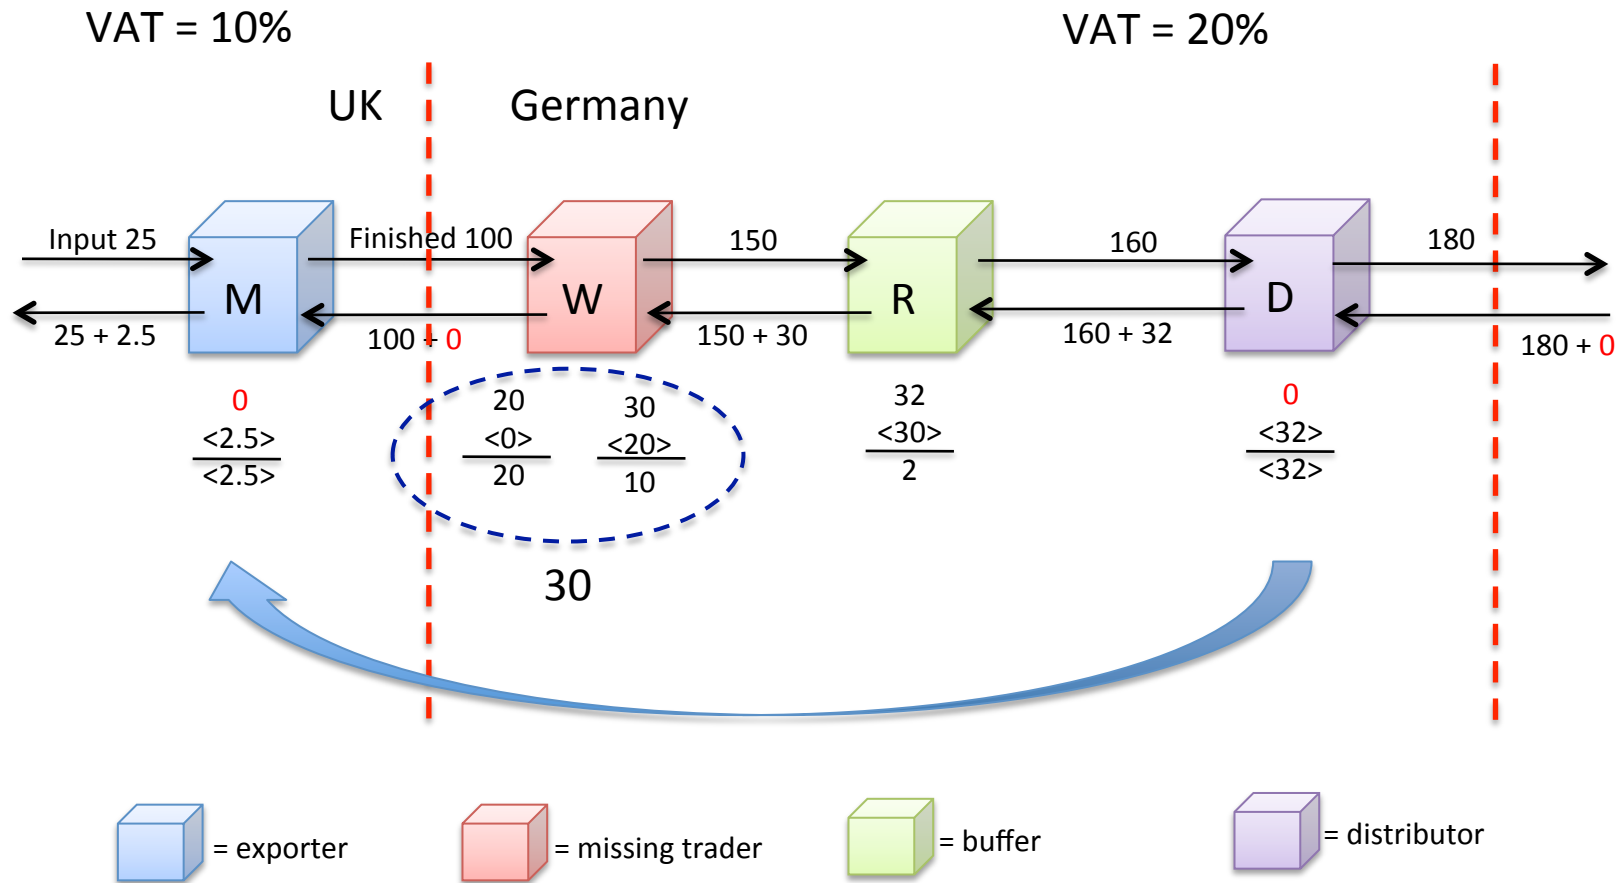 VAT = 10%
VAT = 20%
UK
Germany
Input 25
Finished 100
150
160
180
M
W
R
D
25 + 2.5
100 + 0
150 + 30
160 + 32
180 + 0
0
<2.5>
<2.5>
20
<0>
20
30
<20>
10
32
<30>
2
0
<32>
<32>
30
= exporter
= missing trader
= buffer
= distributor